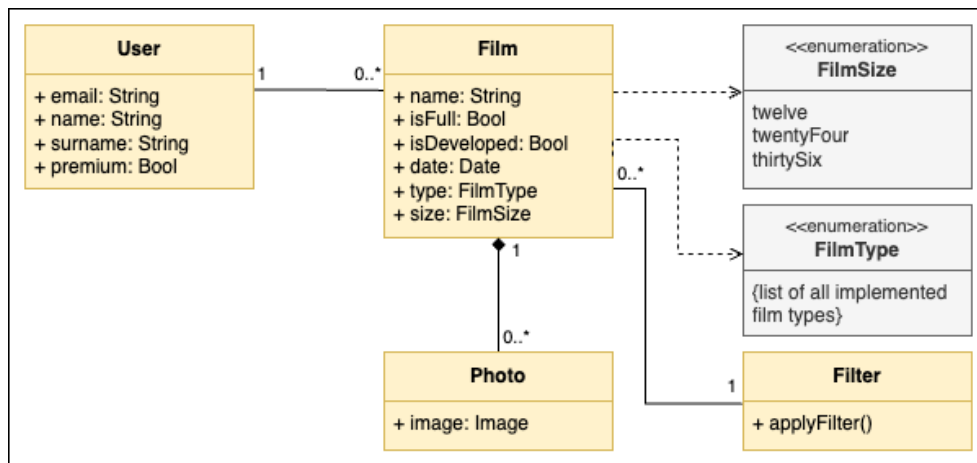 User
+ email: String
+ name: String
+ surname: String
+ premium: Bool
1
0..*
Film
+ name: String
+ isFull: Bool
+ isDeveloped: Bool
+ date: Date
+ type: FilmType
+ size: FilmSize
<<enumeration>>
FilmSize
twelve
twentyFour
thirtySix
0..*
<<enumeration>>
FilmType
{list of all implemented
film types}
1
0..*
Photo
+ image: Image
1
Filter
+ applyFilter()